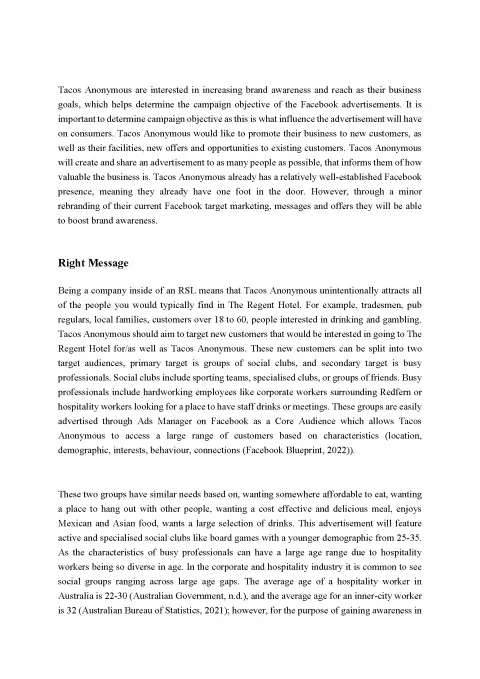 Tacos Anonymous are interested in increasing brand awareness and reach as their business
goals, which helps determine the campaign objective of the Facebook advertisements. It is
important to determine campaign objective as this is what influence the advertisement will have
on consumers. Tacos Anonymous would like to promote their business to new customers, as
well as their facilities, new offers and opportunities to existing customers. Tacos Anonymous
will create and share an advertisement to as many people as possible, that informs them of how
valuable the business is. Tacos Anonymous already has a relatively well-established Facebook
presence, meaning they already have one foot in the door. However, through a minor
rebranding of their current Facebook target marketing, messages and offers they will be able
to boost brand awareness.
Right Message
Being a company inside of an RSL means that Tacos Anonymous unintentionally attracts all
of the people you would typically find in The Regent Hotel. For example, tradesmen, pub
regulars, local families, customers over 18 to 60, people interested in drinking and gambling.
Tacos Anonymous should aim to target new customers that would be interested in going to The
Regent Hotel for/as well as Tacos Anonymous. These new customers can be split into two
target audiences, primary target is groups of social clubs, and secondary target is busy
professionals. Social clubs include sporting teams, specialised clubs, or groups of friends. Busy
professionals include hardworking employees like corporate workers surrounding Redfern or
hospitality workers looking for a place to have staff drinks or meetings. These groups are easily
advertised through Ads Manager on Facebook as a Core Audience which allows Tacos
Anonymous to access a large range of customers based on characteristics (location,
demographic, interests, behaviour, connections (Facebook Blueprint, 2022)).
These two groups have similar needs based on, wanting somewhere affordable to eat, wanting
a place to hang out with other people, wanting a cost effective and delicious meal, enjoys
Mexican and Asian food, wants a large selection of drinks. This advertisement will feature
active and specialised social clubs like board games with a younger demographic from 25-35.
As the characteristics of busy professionals can have a large age range due to hospitality
workers being so diverse in age. In the corporate and hospitality industry it is common to see
social groups ranging across large age gaps. The average age of a hospitality worker in
Australia is 22-30 (Australian Government, n.d.), and the average age for an inner-city worker
is 32 (Australian Bureau of Statistics, 2021); however, for the purpose of gaining awareness in